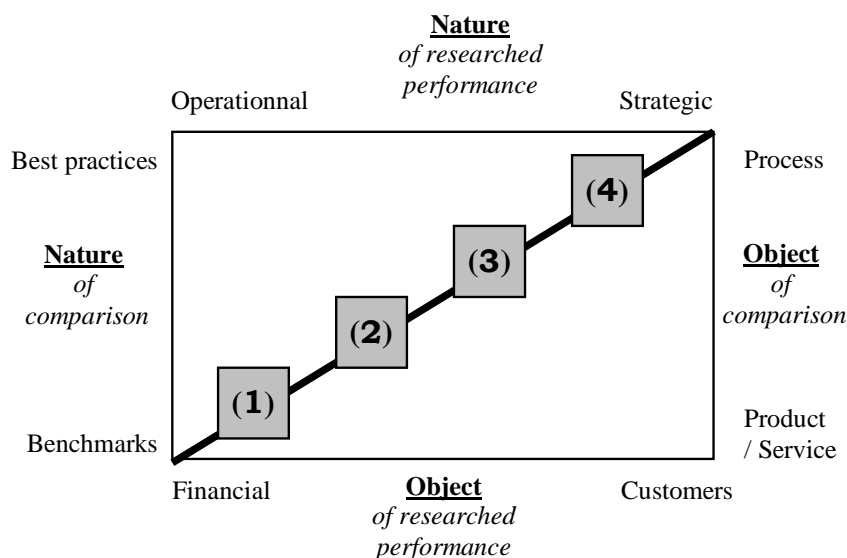 Nature
of researched
performance
Operationnal
Strategic
Best practices
Process
(4)
Nature
of
comparison
(3)
Object
of
comparison
(2)
(1)
Benchmarks
Product
/ Service
Financial
Customers
Object
of researched
performance